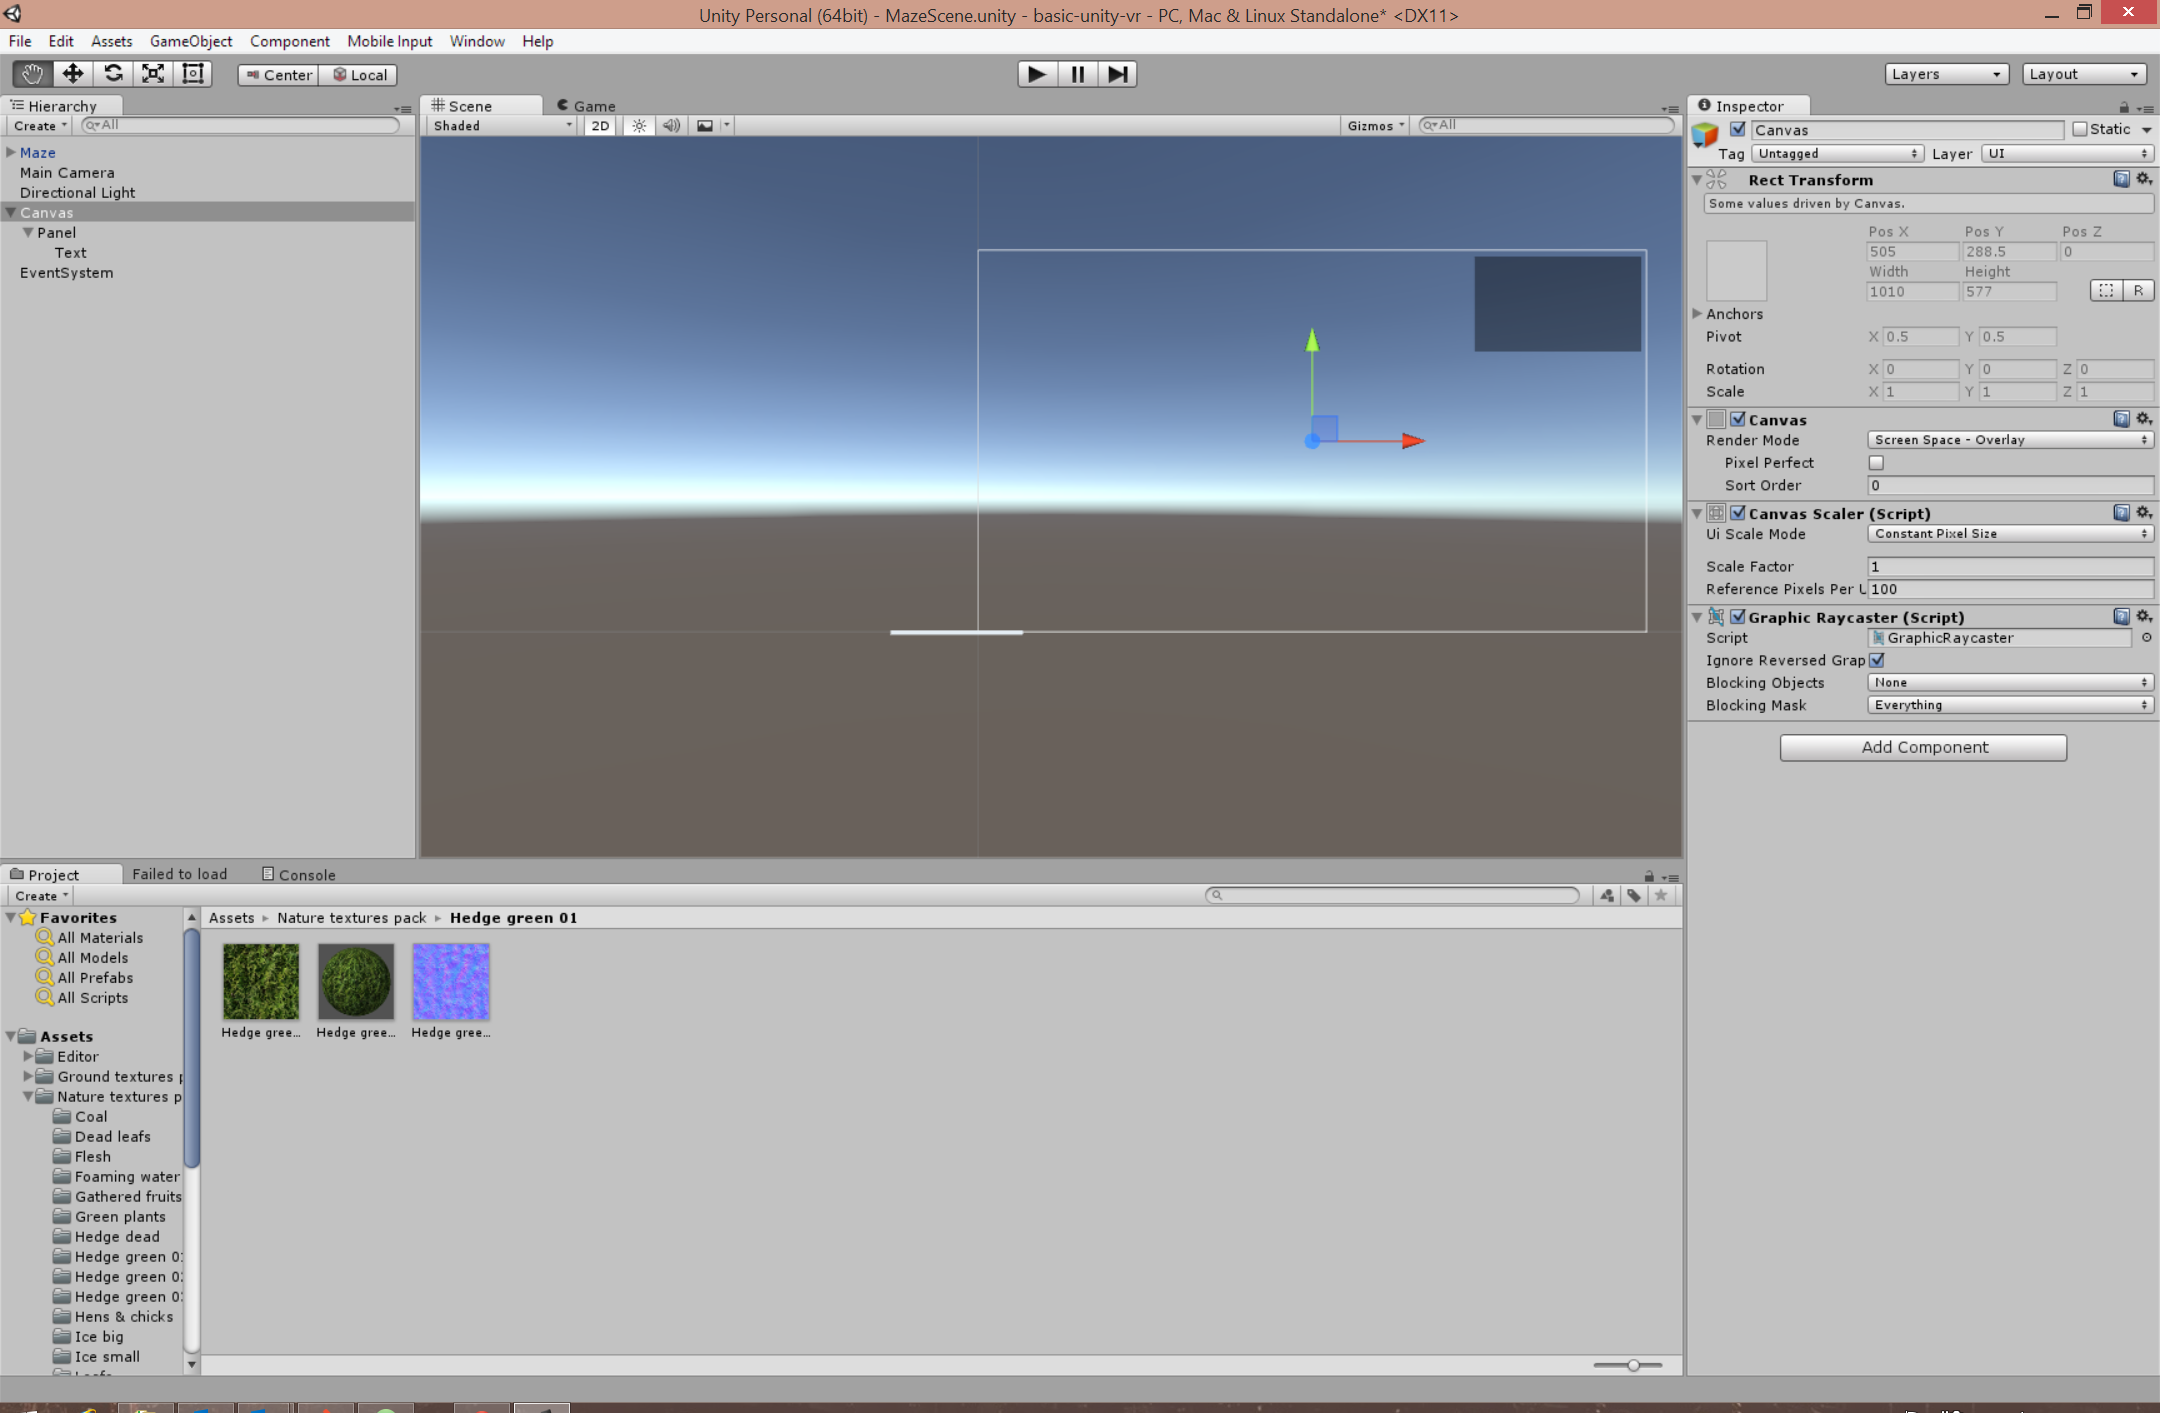 Unity Personal (64bit) - MazeScene.unity - basic-unity-vr - PC, Mac & Linux Standalone* <DX11>
File Edit Assets GameObject Component Mobile Input Window Help
Center Local
Layers Layout
Hierarchy
Create All
Maze
Main Camera
Directional Light
Canvas
Panel
Text
EventSystem
Scene Game
Shaded 2D Gizmos All
Inspector
Canvas Static
Tag Untagged Layer UI
Rect Transform
Some values driven by Canvas.
Pos X Pos Y Pos Z
505 288.5 0
Width Height
1010 577 R
Anchors
Pivot X 0.5 Y 0.5
Rotation X 0 Y 0 Z 0
Scale X 1 Y 1 Z 1
Canvas
Render Mode Screen Space - Overlay
Pixel Perfect
Sort Order 0
Canvas Scaler (Script)
Ui Scale Mode Constant Pixel Size
Scale Factor 1
Reference Pixels Per U 100
Graphic Raycaster (Script)
Script GraphicRaycaster
Ignore Reversed Grap
Blocking Objects None
Blocking Mask Everything
Add Component
Project Failed to load Console
Create
Favorites
All Materials
All Models
All Prefabs
All Scripts
Assets
Editor
Ground textures p
Nature textures p
Coal
Dead leafs
Flesh
Foaming water
Gathered fruits
Green plants
Hedge dead
Hedge green 01
Hedge green 02
Hedge green 03
Hens & chicks
Ice big
Ice small
Assets Nature textures pack Hedge green 01
Hedge gree... Hedge gree... Hedge gree...